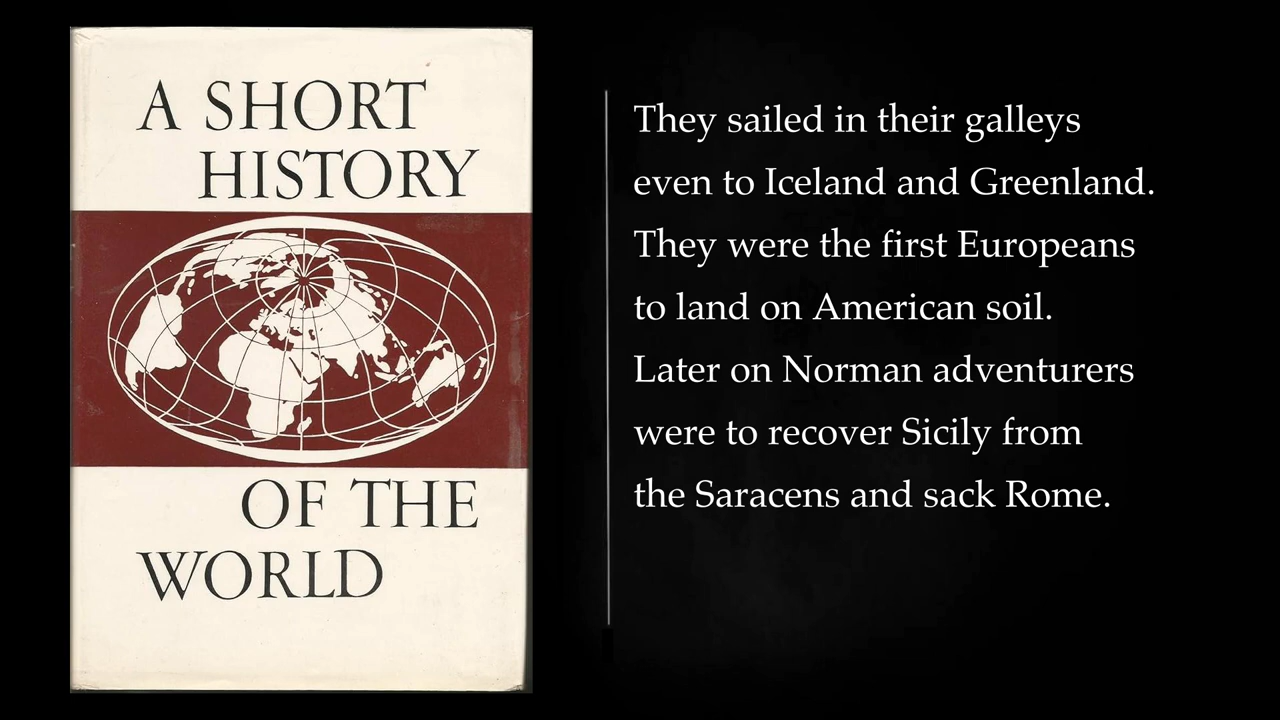 A SHORT
HISTORY
OF THE
WORLD
They sailed in their galleys
even to Iceland and Greenland.
They were the first Europeans
to land on American soil.
Later on Norman adventurers
were to recover Sicily from
the Saracens and sack Rome.